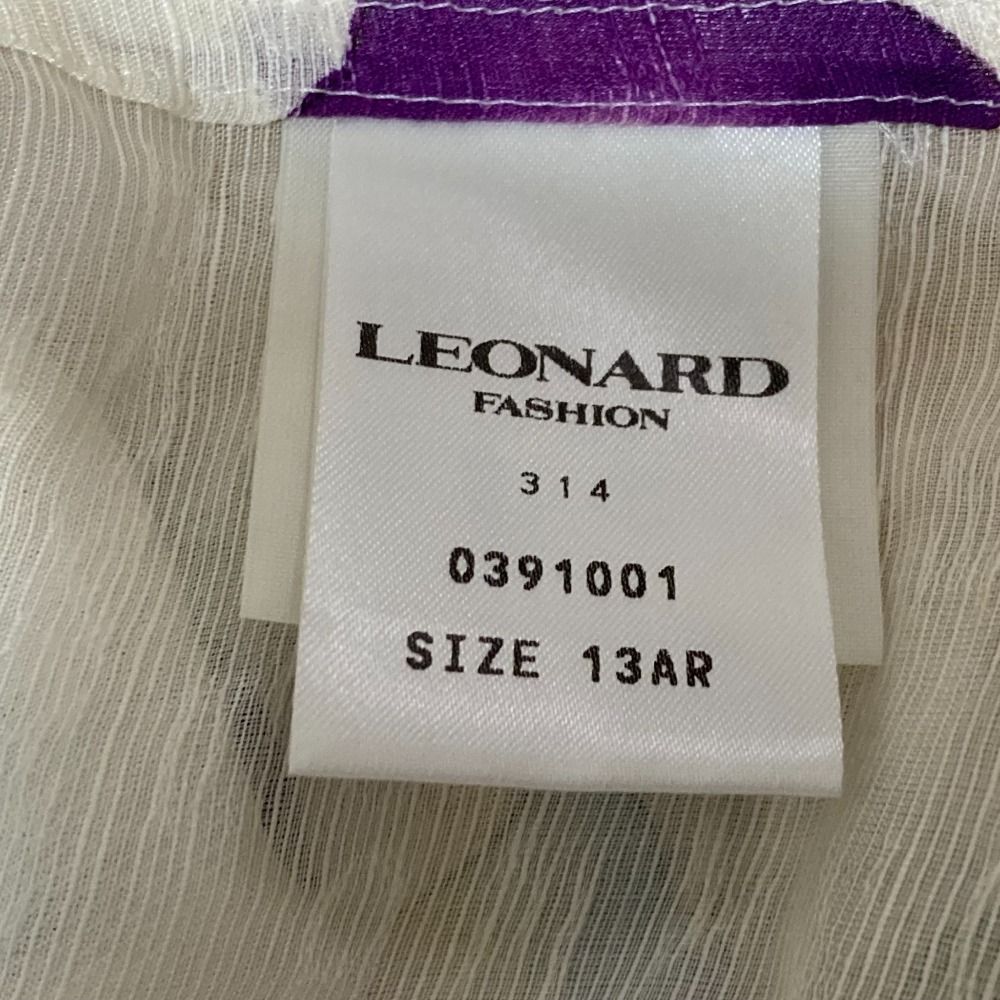 LEONARD
FASHION
314
0391001
SIZE 13AR